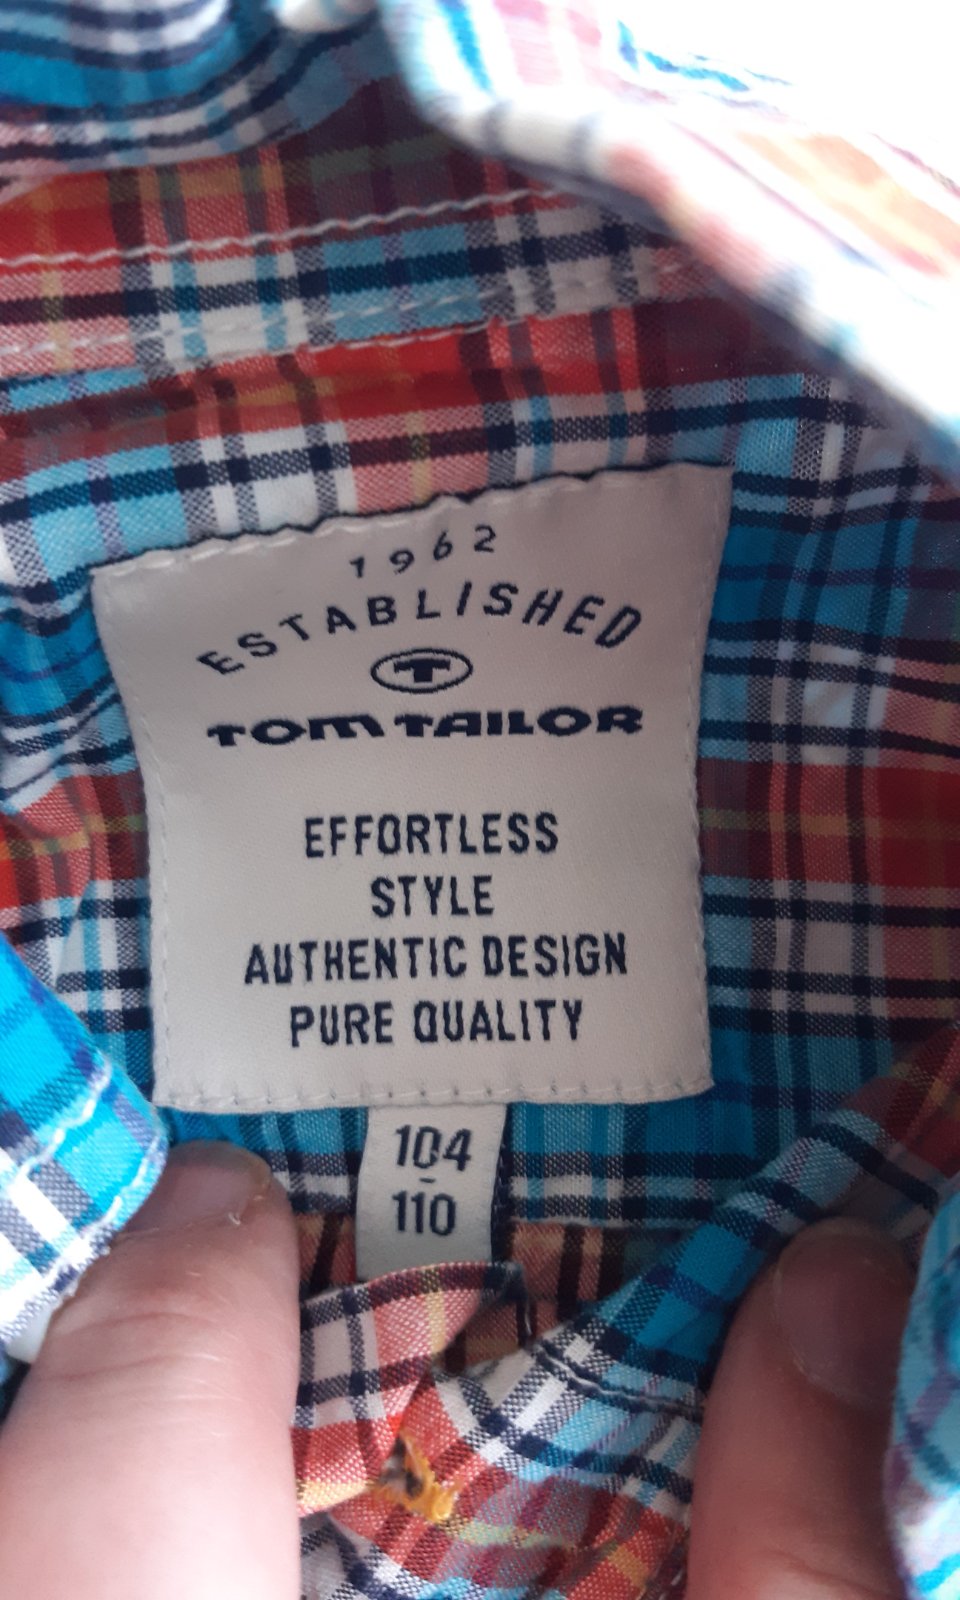 1962
ESTABLISHED
T
TOM TAILOR
EFFORTLESS
STYLE
AUTHENTIC DESIGN
PURE QUALITY
104
-
110